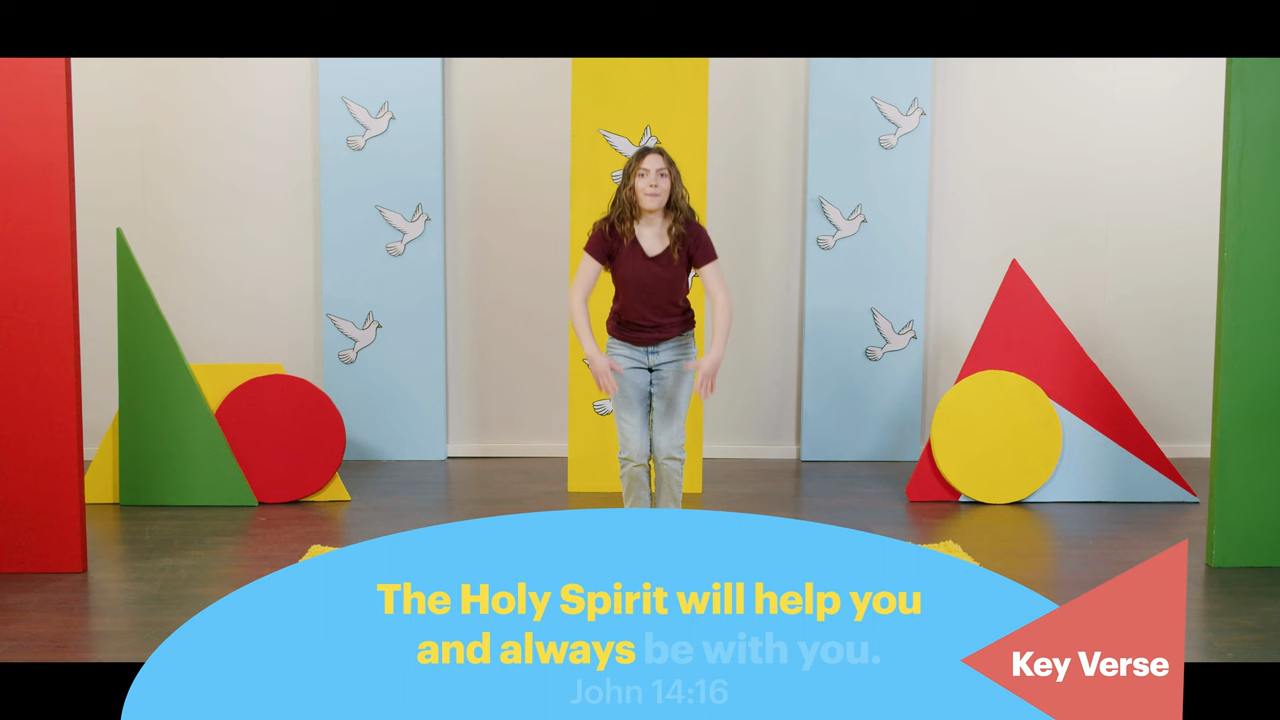 The Holy Spirit will help you
and always be with you.
John 14:16
Key Verse